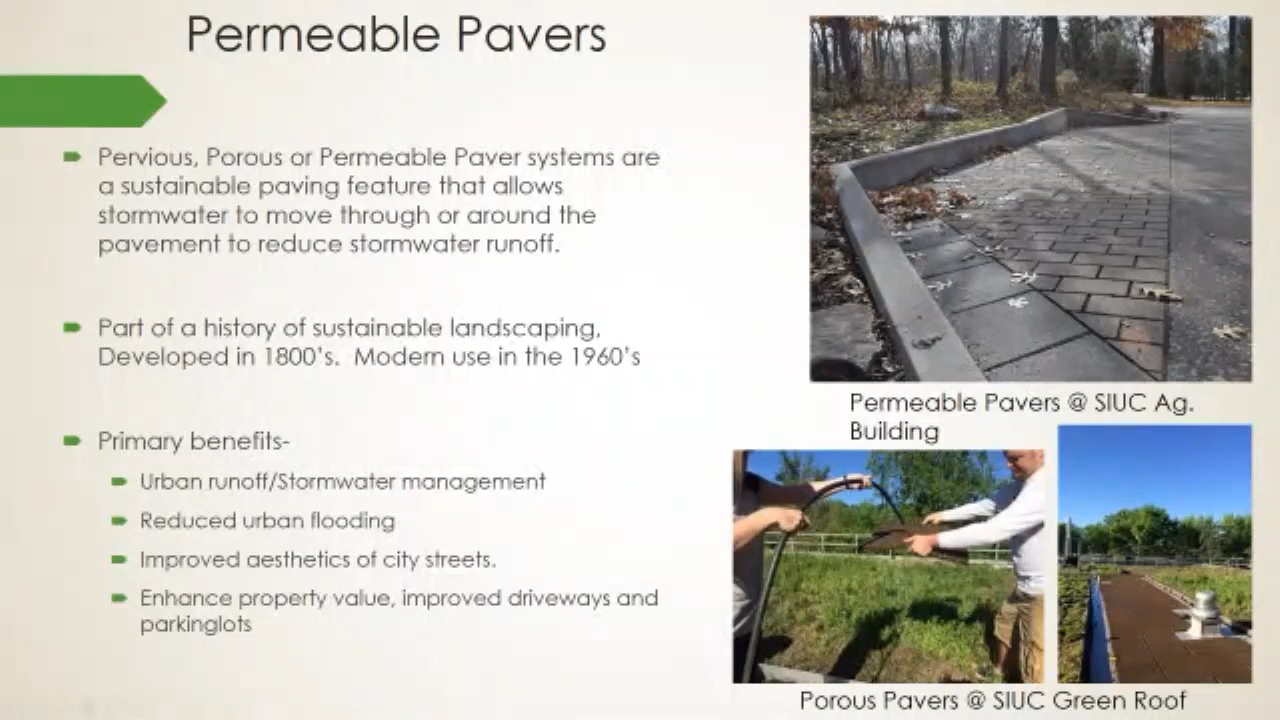 Permeable Pavers
Pervious, Porous or Permeable Paver systems are
a sustainable paving feature that allows
stormwater to move through or around the
pavement to reduce stormwater runoff.
Part of a history of sustainable landscaping.
Developed in 1800's.  Modern use in the 1960's
Primary benefits-
Urban runoff/Stormwater management
Reduced urban flooding
Improved aesthetics of city streets.
Enhance property value, improved driveways and
parkinglots
Permeable Pavers @ SIUC Ag.
Building
Porous Pavers @ SIUC Green Roof